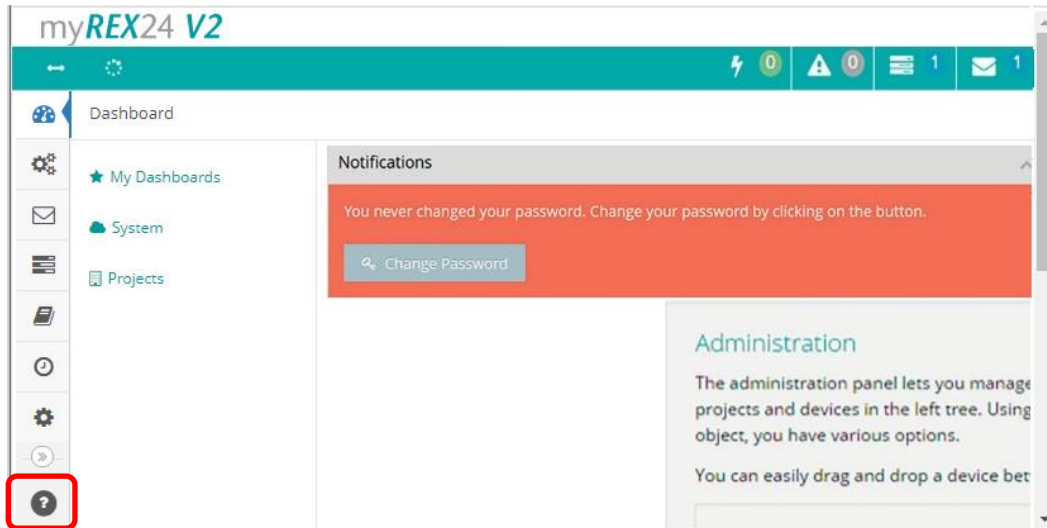 myREX24 V2
0 0 1 1
Dashboard
My Dashboards
System
Projects
Notifications
You never changed your password. Change your password by clicking on the button.
Change Password
Administration
The administration panel lets you manage
projects and devices in the left tree. Using
object, you have various options.
You can easily drag and drop a device bet
?